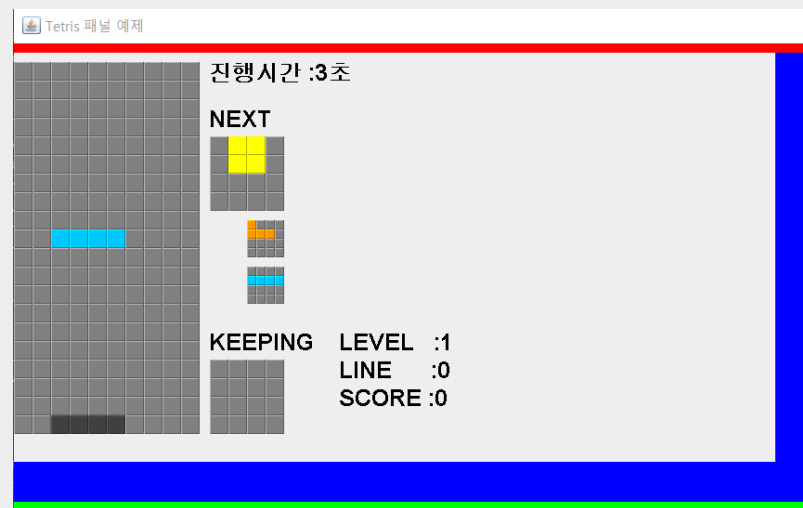 Tetris 패널 예제
진행시간 :3초
NEXT
KEEPING
LEVEL :1
LINE :0
SCORE :0